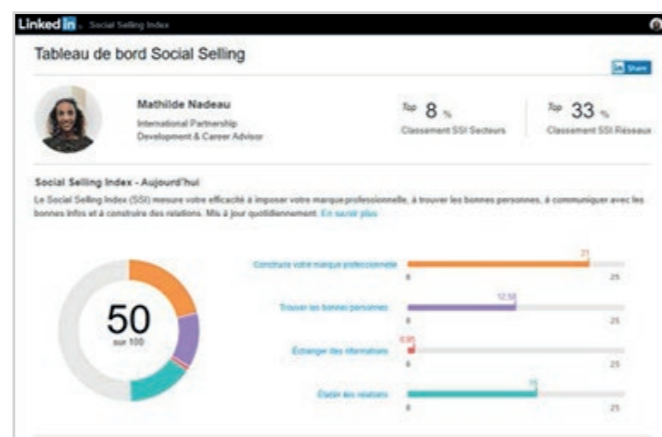 Linked in Social Selling Index
Tableau de bord Social Selling
in Share
Mathilde Nadeau
International Partnership
Development & Career Advisor
Top 8 %
Classement SSI Secteurs
Top 33 %
Classement SSI Réseaux
Social Selling Index - Aujourd'hui
Le Social Selling Index (SSI) mesure votre efficacité à imposer votre marque professionnelle, à trouver les bonnes personnes, à communiquer avec les
bonnes infos et à construire des relations. Mis à jour quotidiennement. En savoir plus
50
sur 100
Construire votre marque professionnelle
21
0 25
Trouver les bonnes personnes
0 25
Échanger des informations
0 25
Établir des relations
0 25